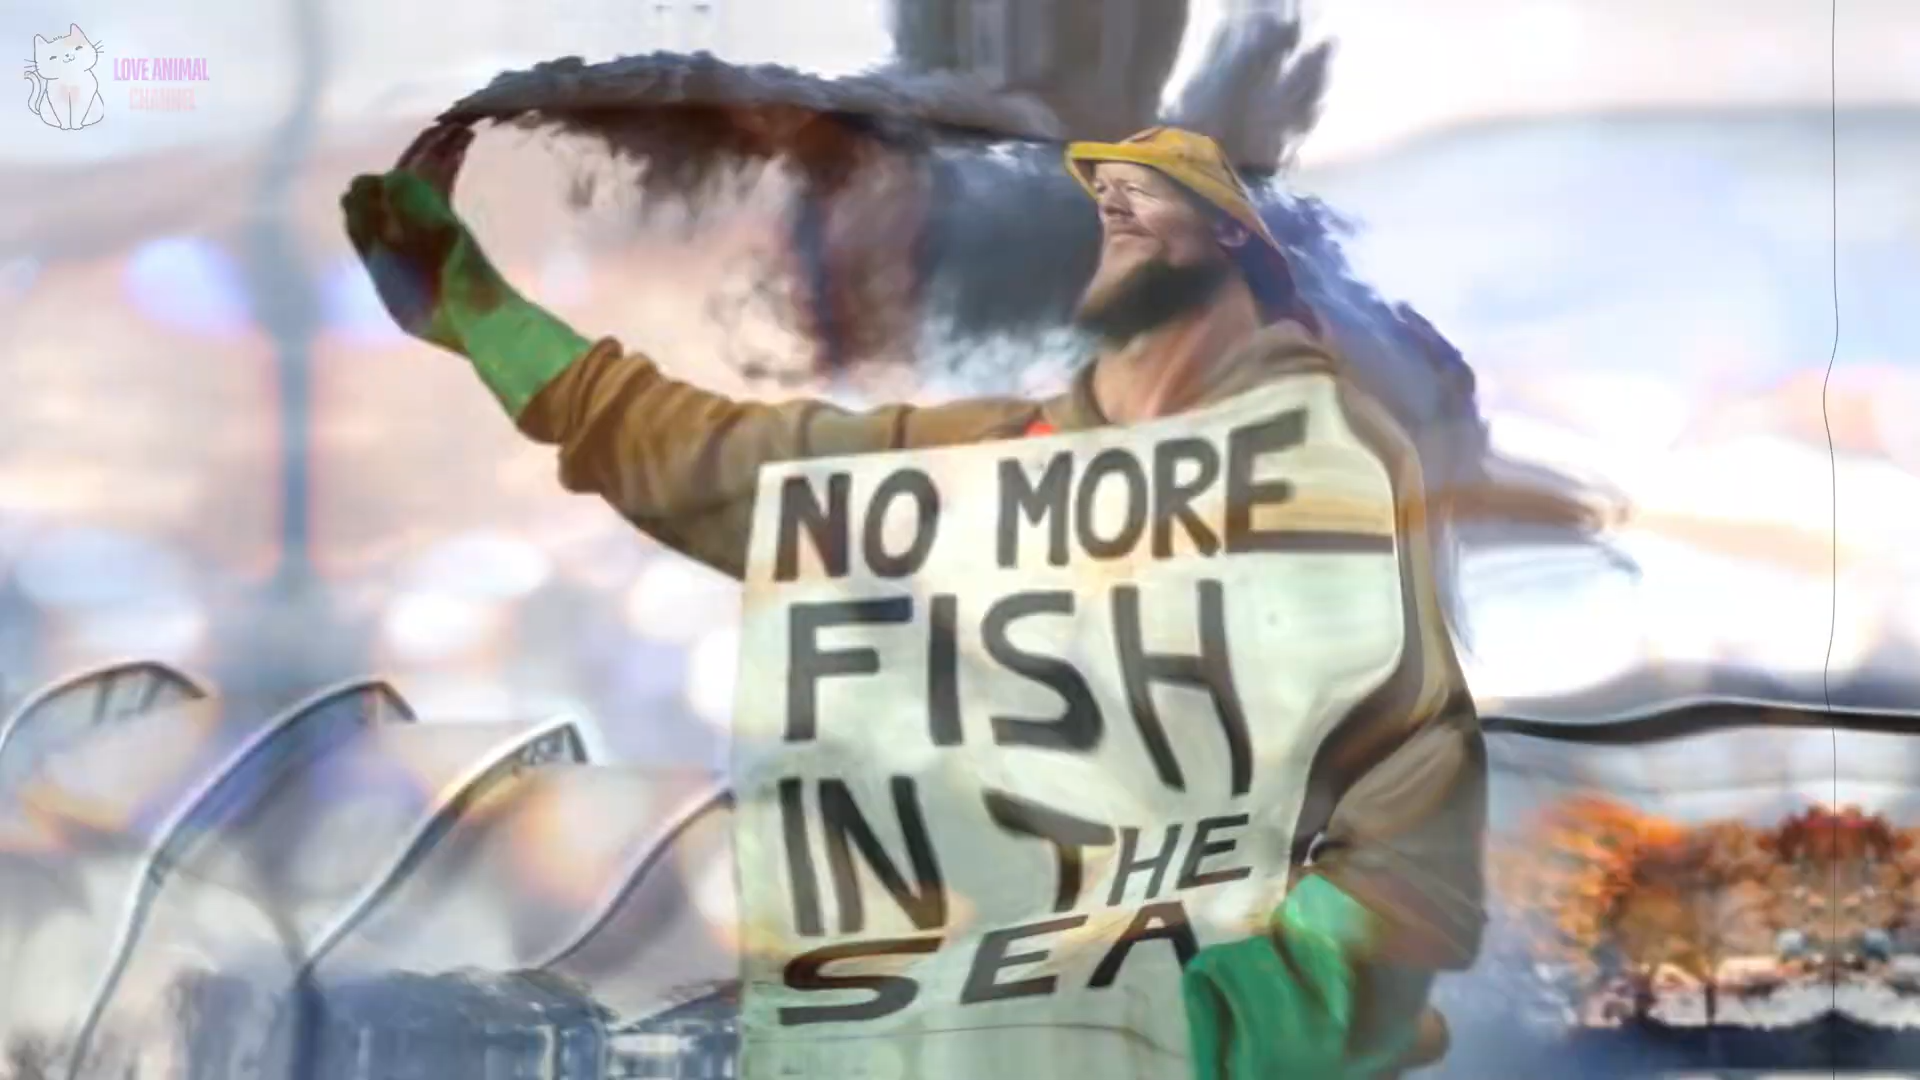 LOVE ANIMAL
CHANNEL
NO MORE
FISH
IN THE
SEA